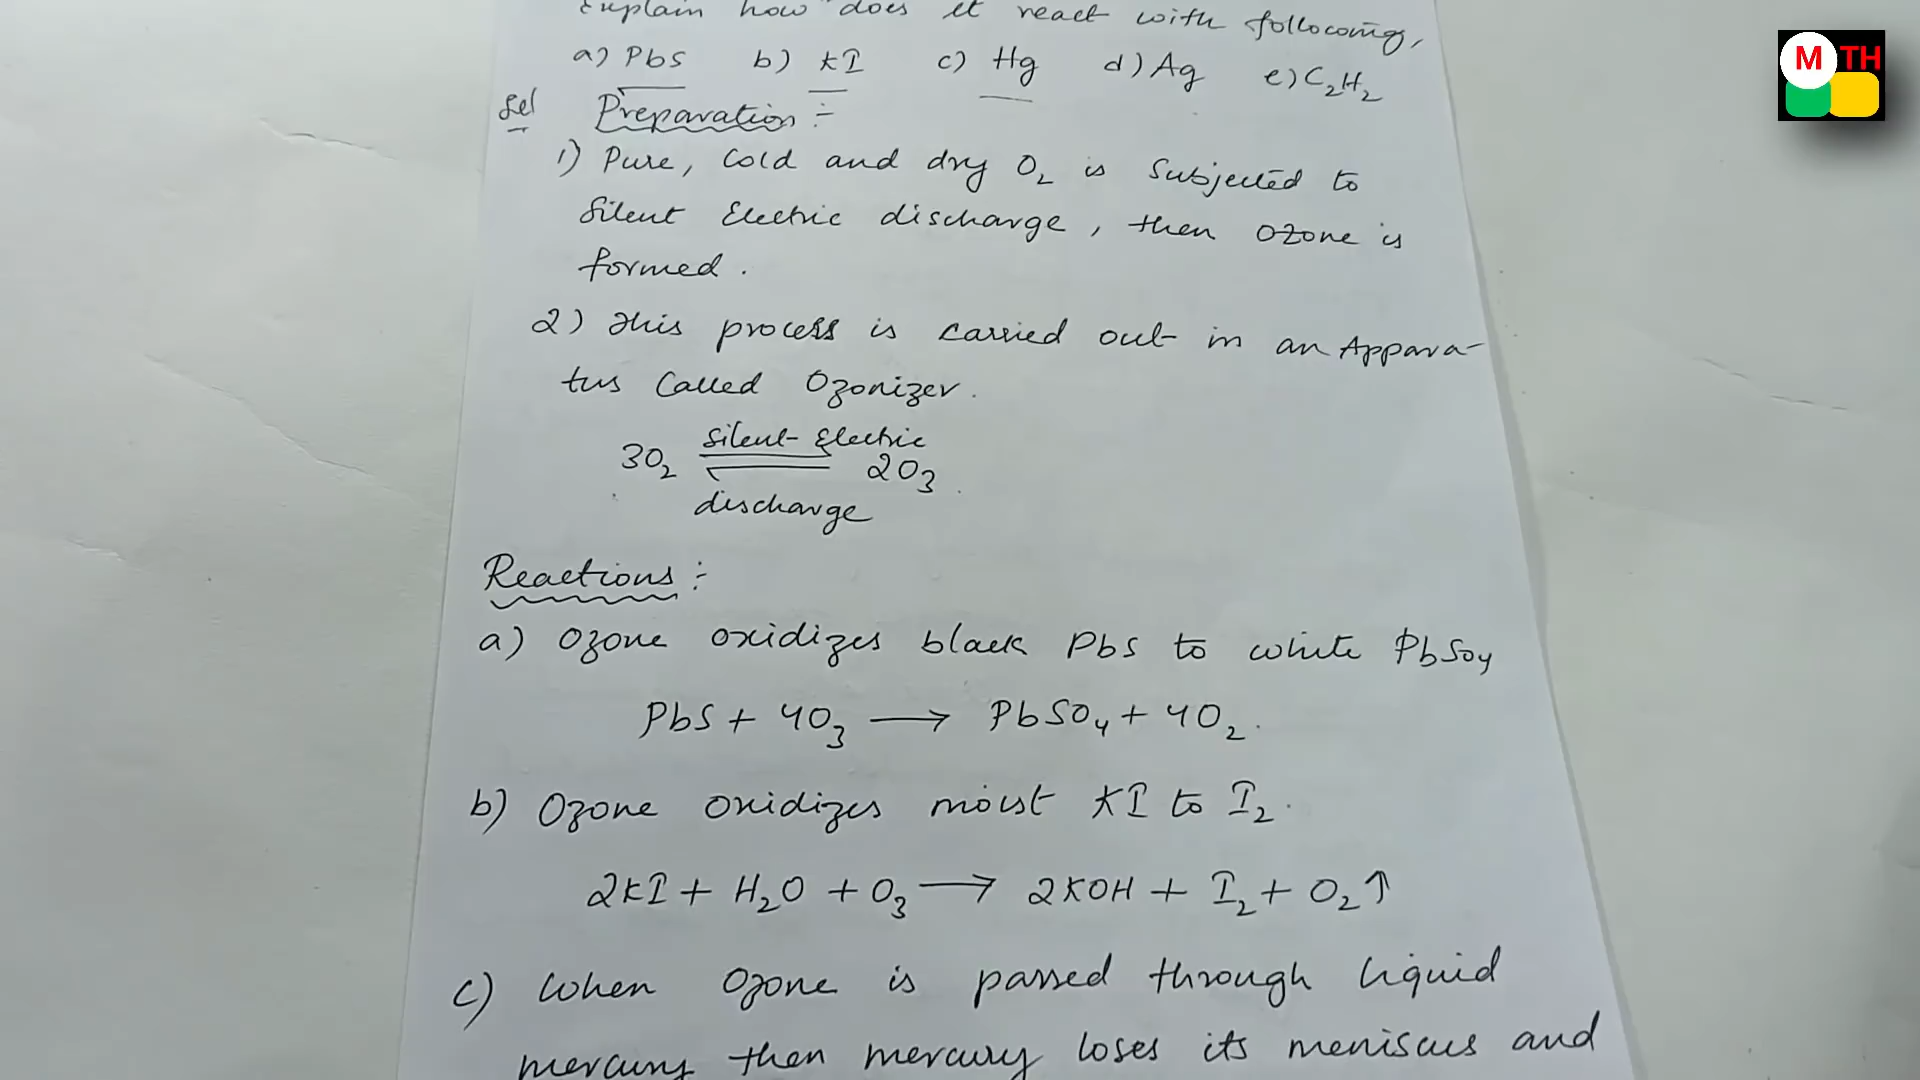 Explain how does it react with following,
a) PbS b) KI c) Hg d) Ag e) C₂H₂
Sol Preparation :-
1) Pure, Cold and dry O₂ is Subjected to
Silent Electric discharge, then Ozone is
formed.
2) This process is carried out in an Appara-
tus Called Ozonizer.
Silent Electric
3O₂ ⇌ 2O₃
discharge
Reactions :-
a) Ozone oxidizes black PbS to white PbSO₄
PbS + 4O₃ ⟶ PbSO₄ + 4O₂.
b) Ozone oxidizes moist KI to I₂.
2KI + H₂O + O₃ ⟶ 2KOH + I₂ + O₂↑
c) When Ozone is passed through liquid
mercury then mercury loses its meniscus and
M TH